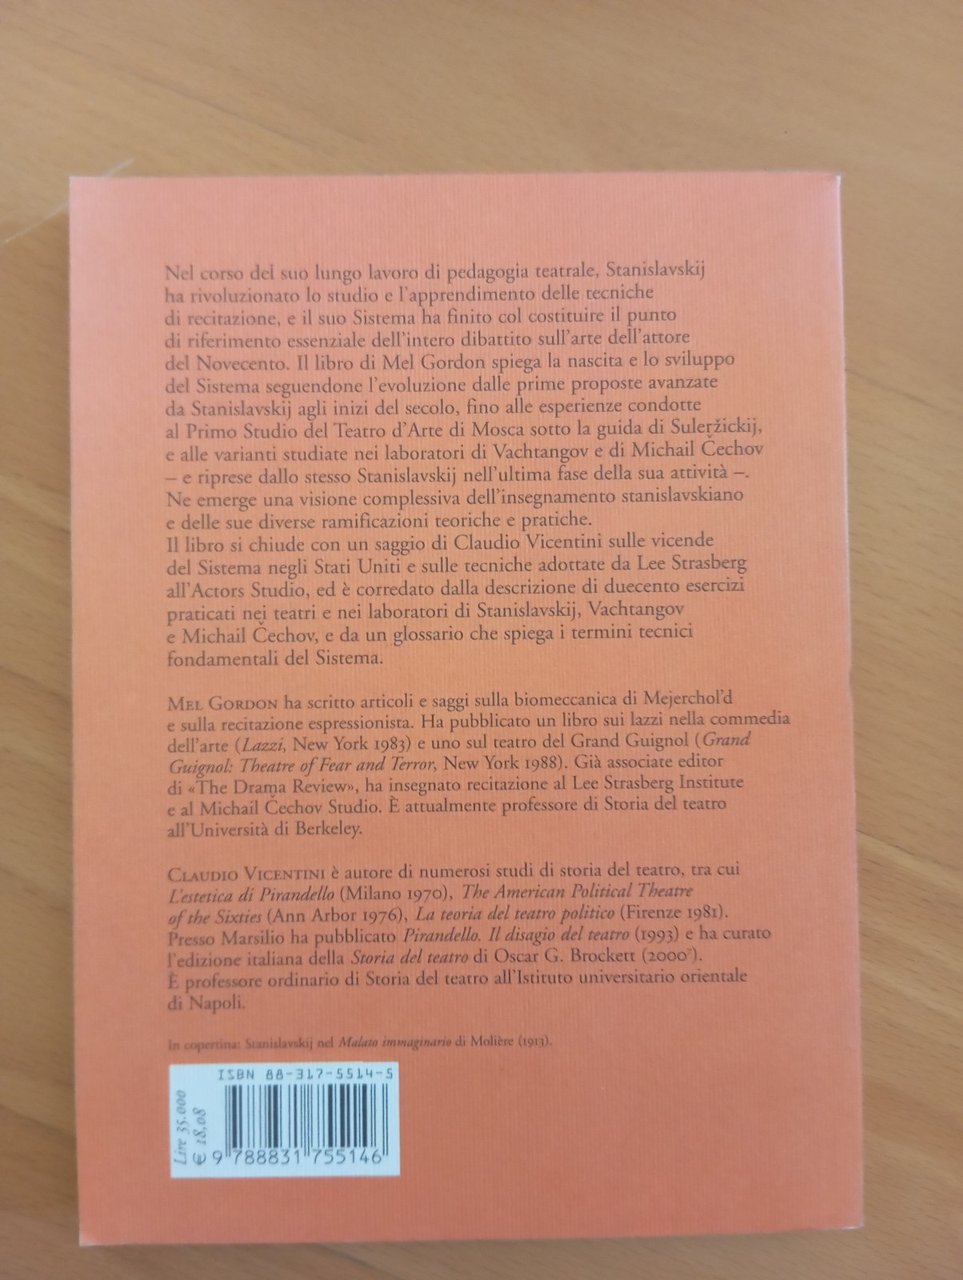 Nel corso del suo lungo lavoro di pedagogia teatrale, Stanislavskij
ha rivoluzionato lo studio e l'apprendimento delle tecniche
di recitazione, e il suo Sistema ha finito col costituire il punto
di riferimento essenziale dell'intero dibattito sull'arte dell'attore
del Novecento. Il libro di Mel Gordon spiega la nascita e lo sviluppo
del Sistema seguendone l'evoluzione dalle prime proposte avanzate
da Stanislavskij agli inizi del secolo, fino alle esperienze condotte
al Primo Studio del Teatro d'Arte di Mosca sotto la guida di Suleržickij,
e alle varianti studiate nei laboratori di Vachtangov e di Michail Čechov
– e riprese dallo stesso Stanislavskij nell'ultima fase della sua attività –.
Ne emerge una visione complessiva dell'insegnamento stanislavskiano
e delle sue diverse ramificazioni teoriche e pratiche.
Il libro si chiude con un saggio di Claudio Vicentini sulle vicende
del Sistema negli Stati Uniti e sulle tecniche adottate da Lee Strasberg
all'Actors Studio, ed è corredato dalla descrizione di duecento esercizi
praticati nei teatri e nei laboratori di Stanislavskij, Vachtangov
e Michail Čechov, e da un glossario che spiega i termini tecnici
fondamentali del Sistema.
MEL GORDON ha scritto articoli e saggi sulla biomeccanica di Mejerchol'd
e sulla recitazione espressionista. Ha pubblicato un libro sui lazzi nella commedia
dell'arte (Lazzi, New York 1983) e uno sul teatro del Grand Guignol (Grand
Guignol: Theatre of Fear and Terror, New York 1988). Già associate editor
di «The Drama Review», ha insegnato recitazione al Lee Strasberg Institute
e al Michail Čechov Studio. È attualmente professore di Storia del teatro
all'Università di Berkeley.
CLAUDIO VICENTINI è autore di numerosi studi di storia del teatro, tra cui
L'estetica di Pirandello (Milano 1970), The American Political Theatre
of the Sixties (Ann Arbor 1976), La teoria del teatro politico (Firenze 1981).
Presso Marsilio ha pubblicato Pirandello. Il disagio del teatro (1993) e ha curato
l'edizione italiana della Storia del teatro di Oscar G. Brockett (2000⁷).
È professore ordinario di Storia del teatro all'Istituto universitario orientale
di Napoli.
In copertina: Stanislavskij nel Malato immaginario di Molière (1913).
ISBN 88-317-5514-5
Lire 35.000
€ 18,08
9 788831 755146